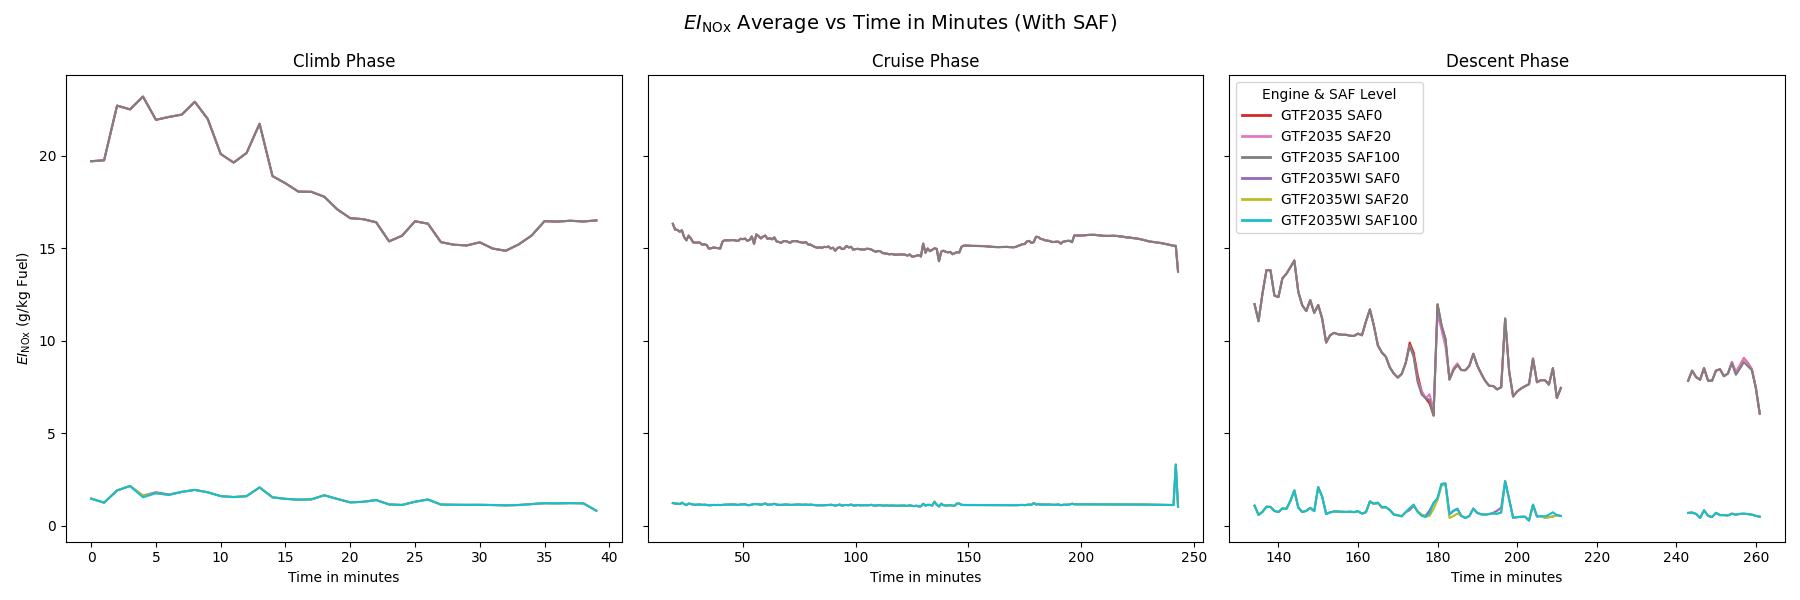 EI_NOx Average vs Time in Minutes (With SAF)
Climb Phase
Cruise Phase
Descent Phase
EI_NOx (g/kg Fuel)
20
15
10
5
0
Engine & SAF Level
GTF2035 SAF0
GTF2035 SAF20
GTF2035 SAF100
GTF2035WI SAF0
GTF2035WI SAF20
GTF2035WI SAF100
0 5 10 15 20 25 30 35 40
50 100 150 200 250
140 160 180 200 220 240 260
Time in minutes
Time in minutes
Time in minutes